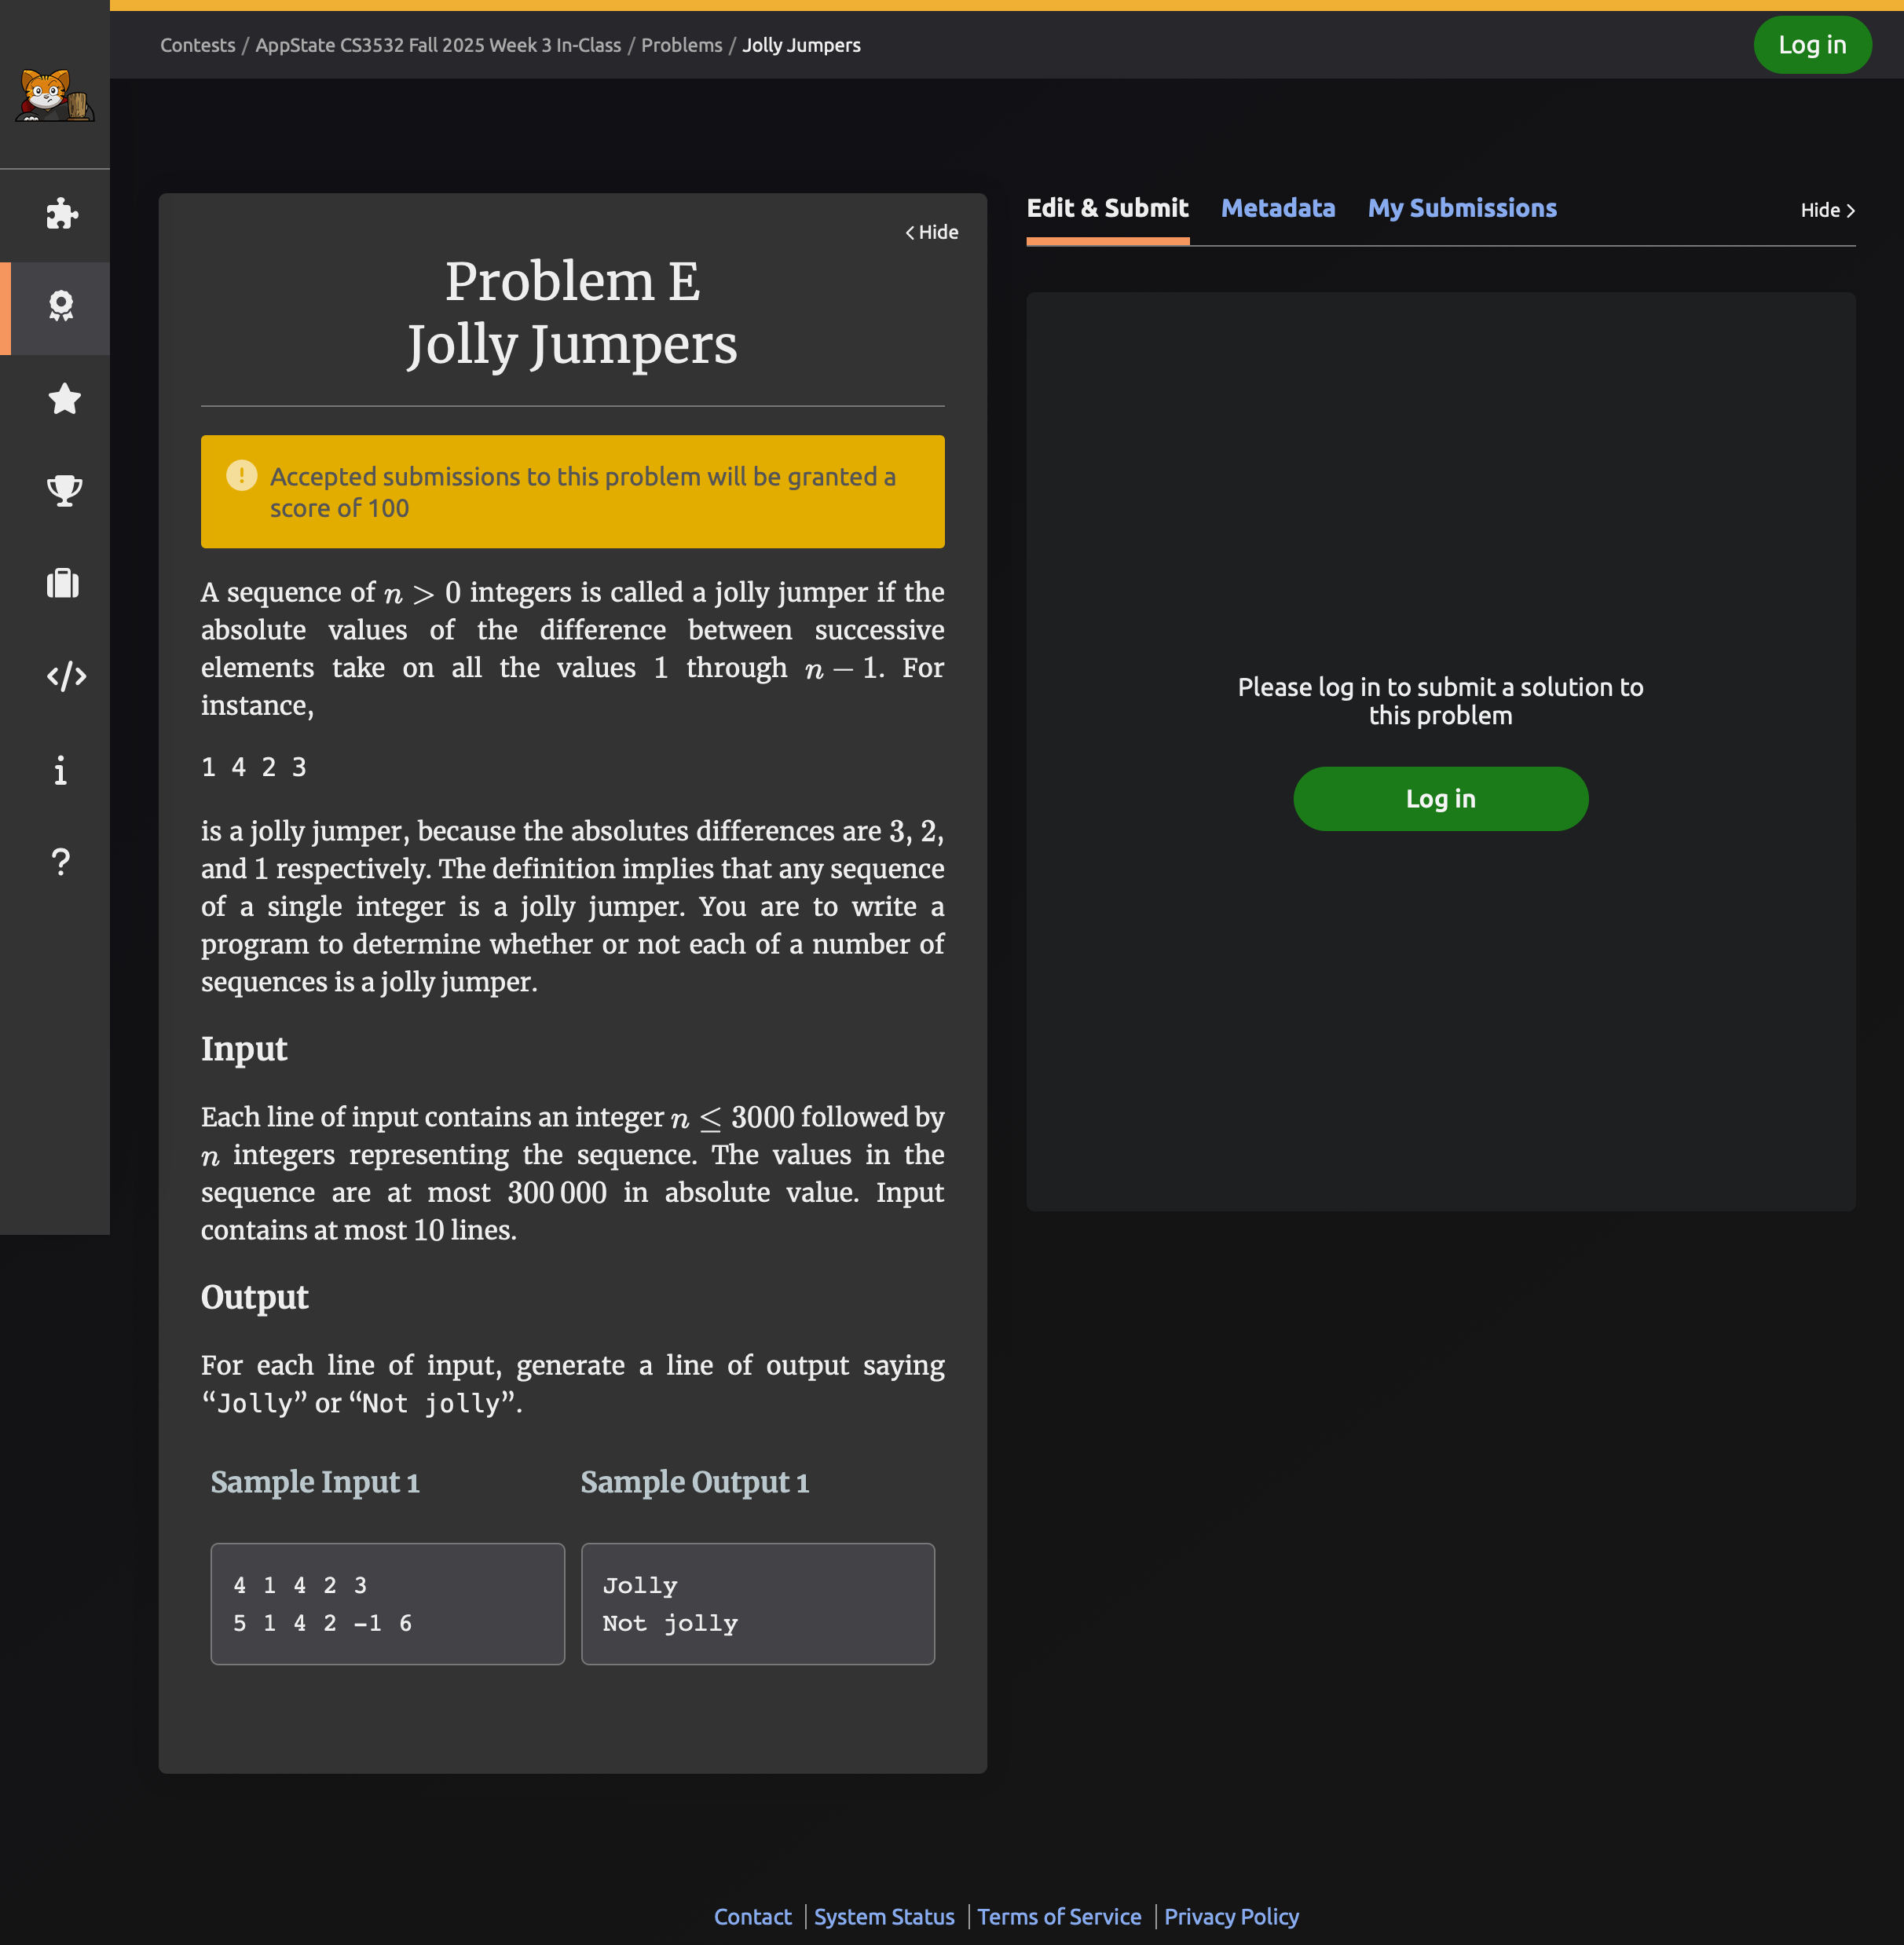 Contests / AppState CS3532 Fall 2025 Week 3 In-Class / Problems / Jolly Jumpers
Log in
Hide
Problem E
Jolly Jumpers
Accepted submissions to this problem will be granted a
score of 100
A sequence of n > 0 integers is called a jolly jumper if the
absolute values of the difference between successive
elements take on all the values 1 through n − 1. For
instance,
1 4 2 3
is a jolly jumper, because the absolutes differences are 3, 2,
and 1 respectively. The definition implies that any sequence
of a single integer is a jolly jumper. You are to write a
program to determine whether or not each of a number of
sequences is a jolly jumper.
Input
Each line of input contains an integer n ≤ 3000 followed by
n integers representing the sequence. The values in the
sequence are at most 300 000 in absolute value. Input
contains at most 10 lines.
Output
For each line of input, generate a line of output saying
“Jolly” or “Not jolly”.
Sample Input 1
Sample Output 1
4 1 4 2 3
5 1 4 2 -1 6
Jolly
Not jolly
Edit & Submit
Metadata
My Submissions
Hide
Please log in to submit a solution to
this problem
Log in
Contact | System Status | Terms of Service | Privacy Policy